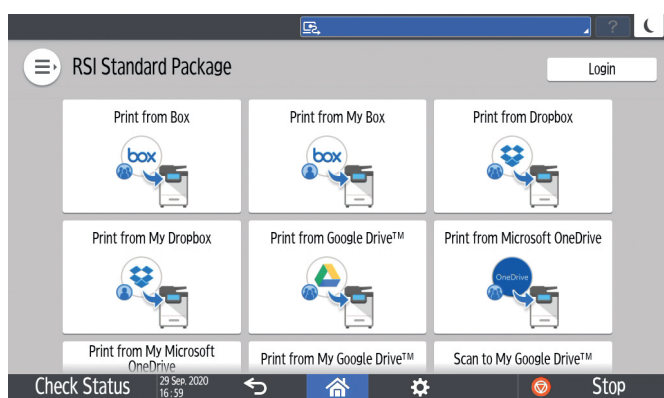 ?
RSI Standard Package
Login
Print from Box
Print from My Box
Print from Dropbox
box
box
Print from My Dropbox
Print from Google Drive™
Print from Microsoft OneDrive
OneDrive
Print from My Microsoft
OneDrive
Print from My Google Drive™
Scan to My Google Drive™
Check Status
29 Sep. 2020
16:59
Stop